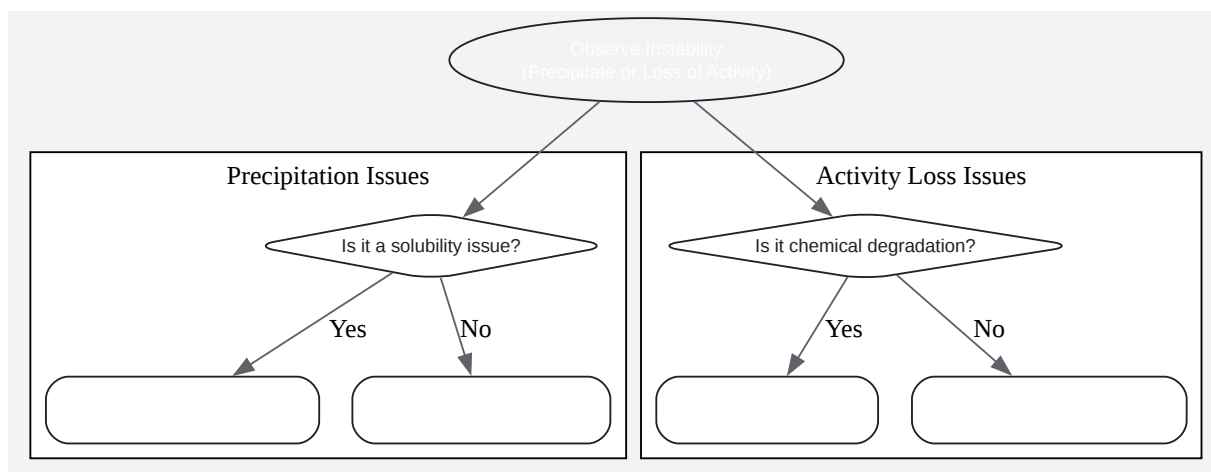 Observe Instability
(Precipitate or Loss of Activity)
Precipitation Issues
Activity Loss Issues
Is it a solubility issue?
Is it chemical degradation?
Yes
No
Yes
No